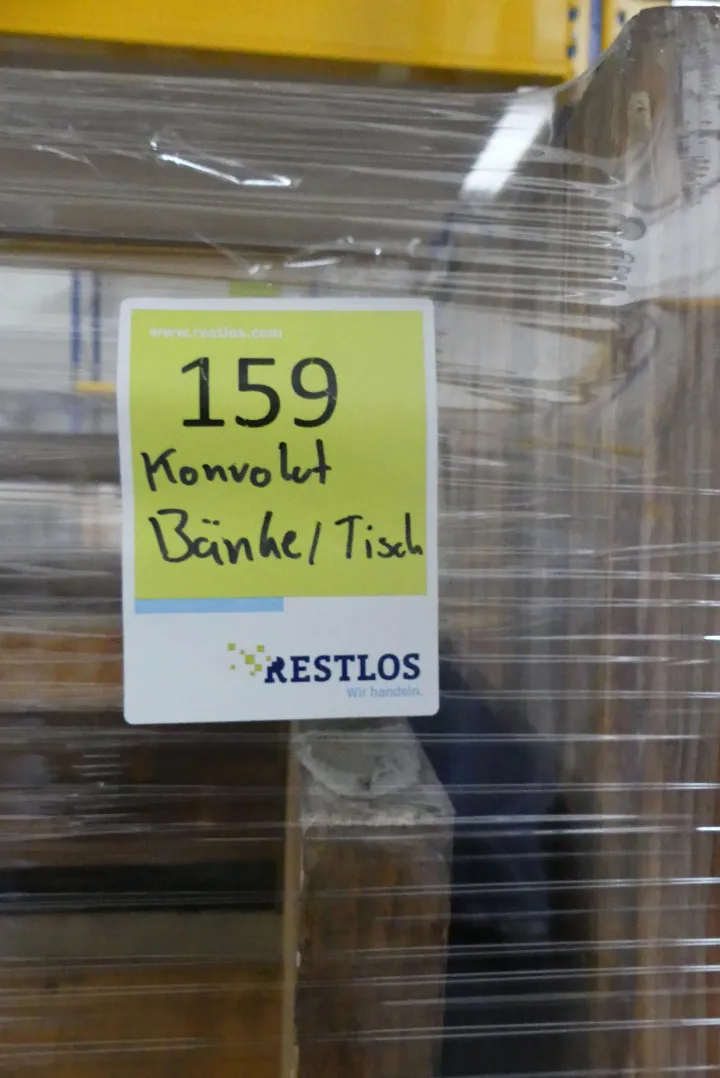 www.restlos.com
159
Konvolut
Bänke/Tisch
RESTLOS
Wir handeln.